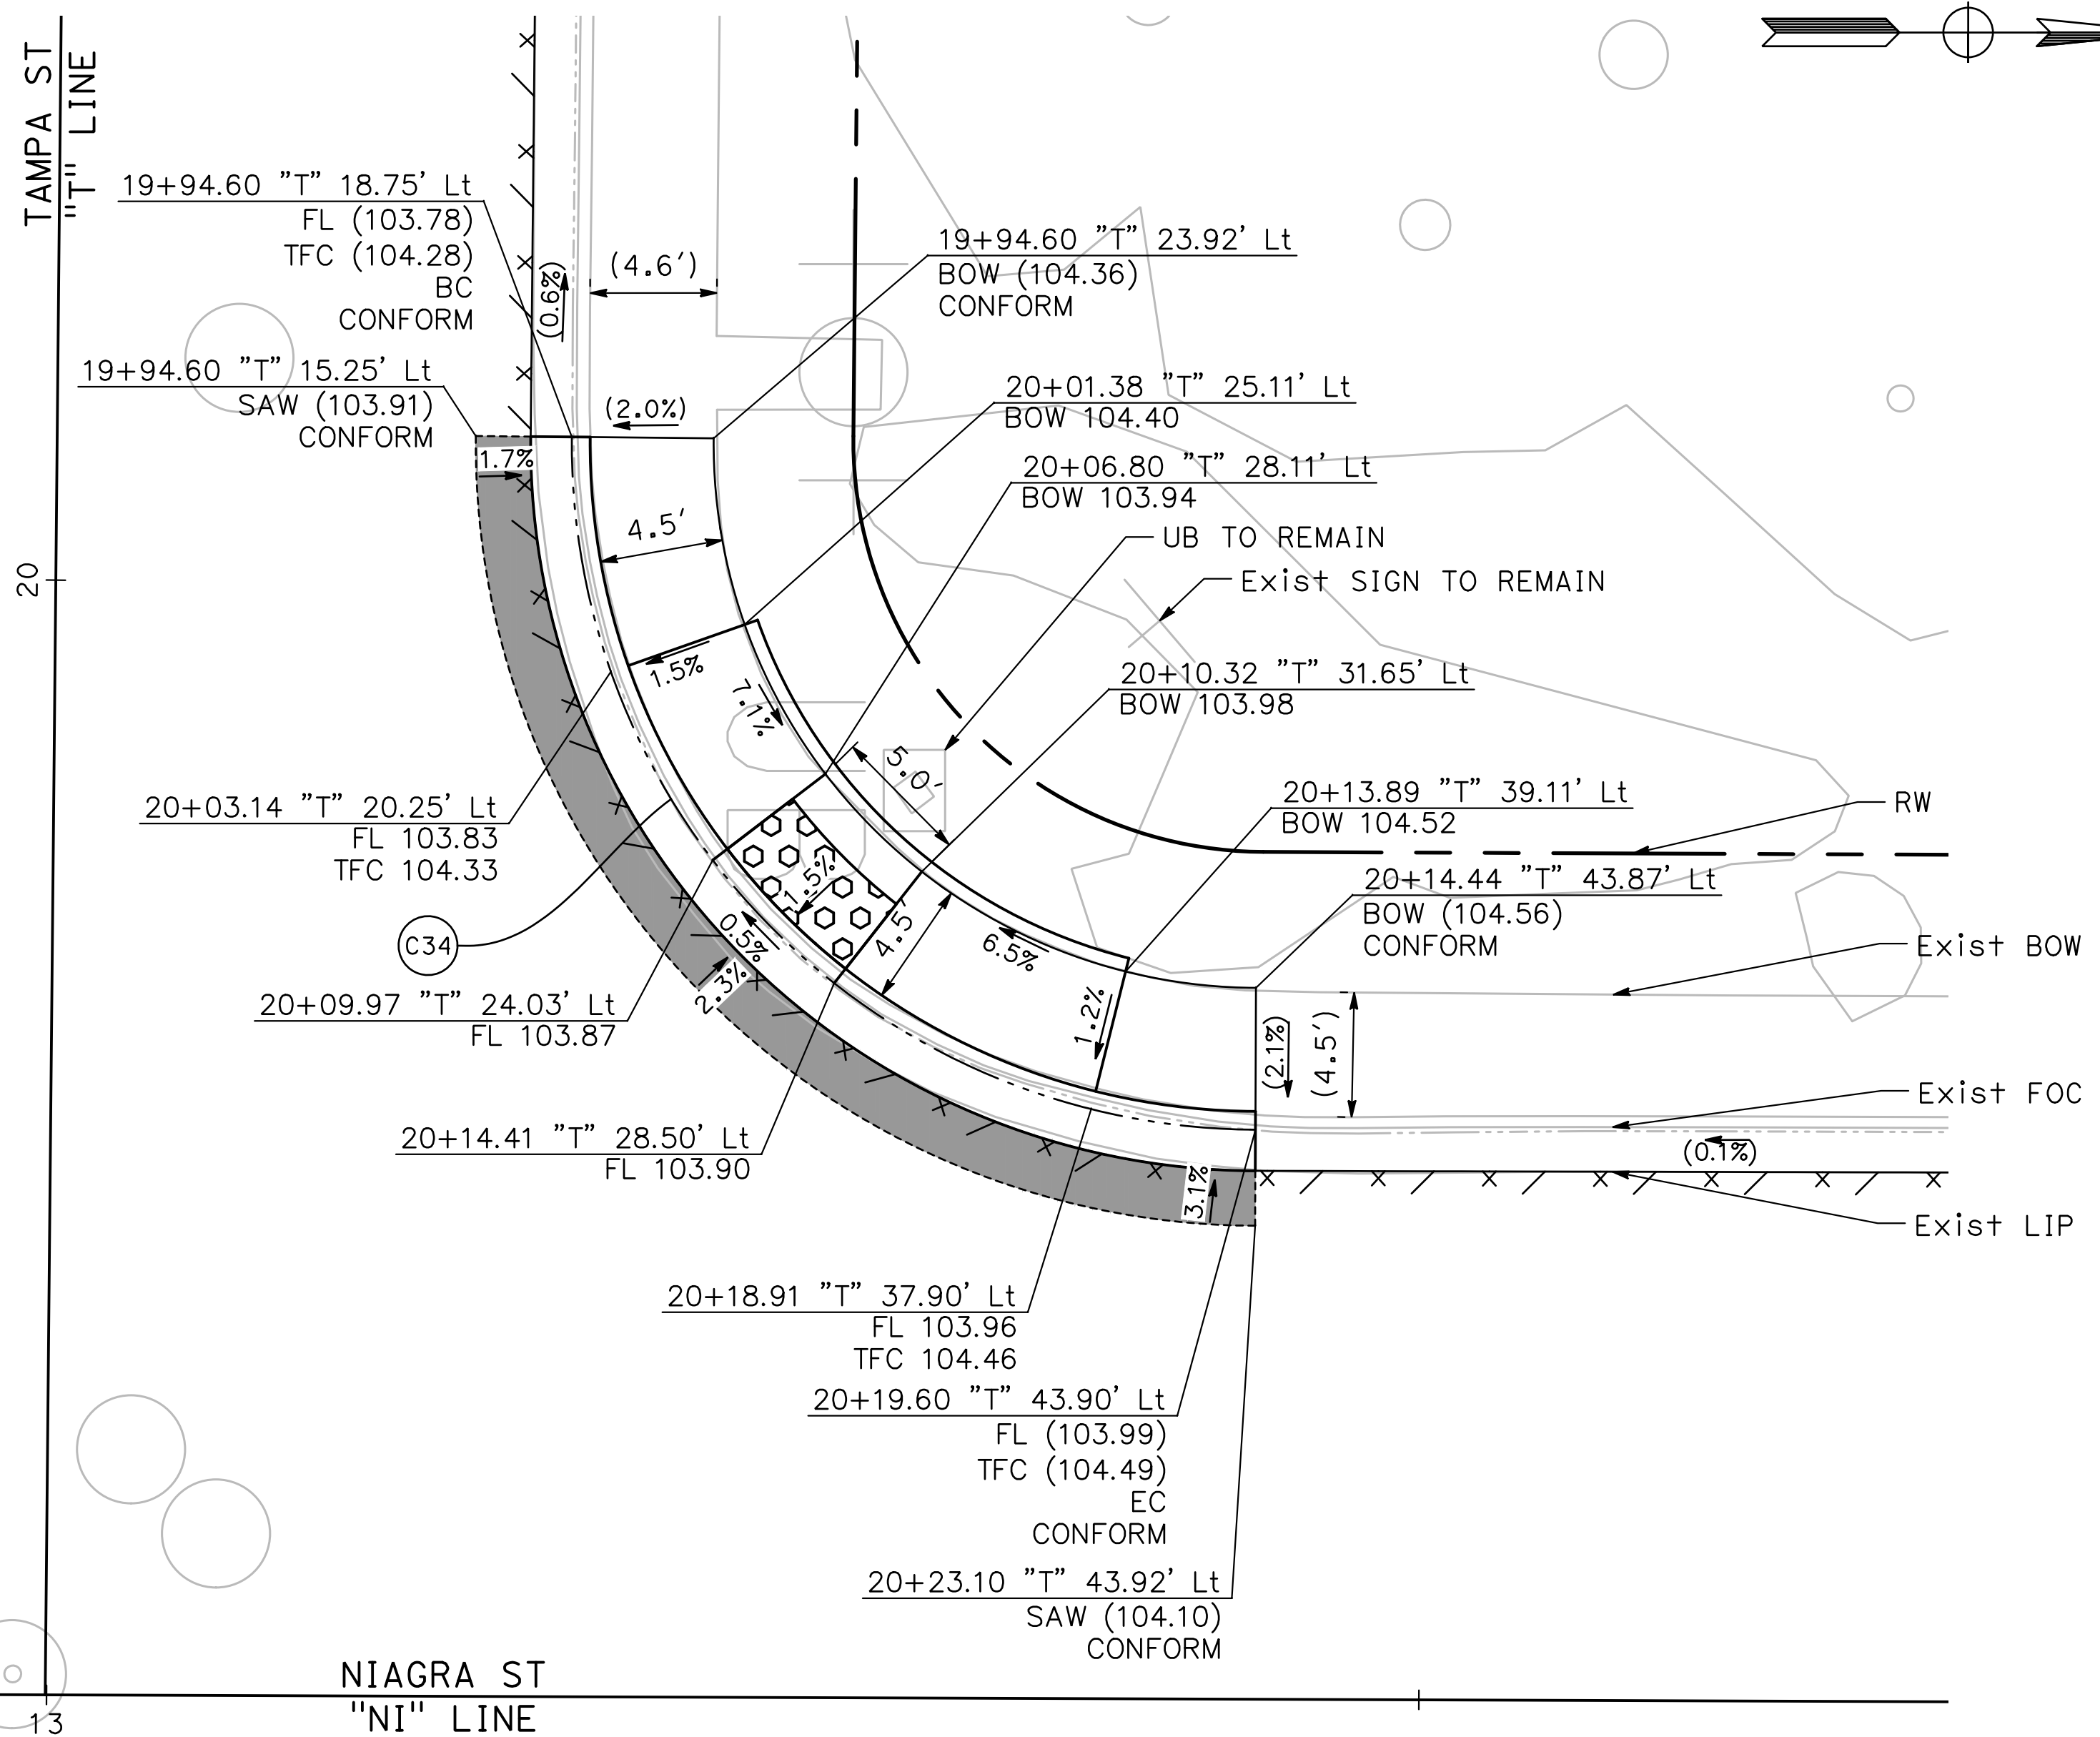 TAMPA ST
"T" LINE
19+94.60 "T" 18.75' Lt
FL (103.78)
TFC (104.28)
BC
CONFORM
(0.6%)
(4.6')
19+94.60 "T" 23.92' Lt
BOW (104.36)
CONFORM
19+94.60 "T" 15.25' Lt
SAW (103.91)
CONFORM
(2.0%)
20+01.38 "T" 25.11' Lt
BOW 104.40
1.7%
20+06.80 "T" 28.11' Lt
BOW 103.94
4.5'
UB TO REMAIN
20
Exist SIGN TO REMAIN
1.5%
7.1%
20+10.32 "T" 31.65' Lt
BOW 103.98
5.0'
20+03.14 "T" 20.25' Lt
FL 103.83
TFC 104.33
20+13.89 "T" 39.11' Lt
BOW 104.52
RW
1.5%
20+14.44 "T" 43.87' Lt
BOW (104.56)
CONFORM
C34
0.5%
4.5'
6.5%
Exist BOW
2.3%
20+09.97 "T" 24.03' Lt
FL 103.87
1.2%
(2.1%)
(4.5')
Exist FOC
20+14.41 "T" 28.50' Lt
FL 103.90
(0.1%)
3.1%
Exist LIP
20+18.91 "T" 37.90' Lt
FL 103.96
TFC 104.46
20+19.60 "T" 43.90' Lt
FL (103.99)
TFC (104.49)
EC
CONFORM
20+23.10 "T" 43.92' Lt
SAW (104.10)
CONFORM
NIAGRA ST
"NI" LINE
13